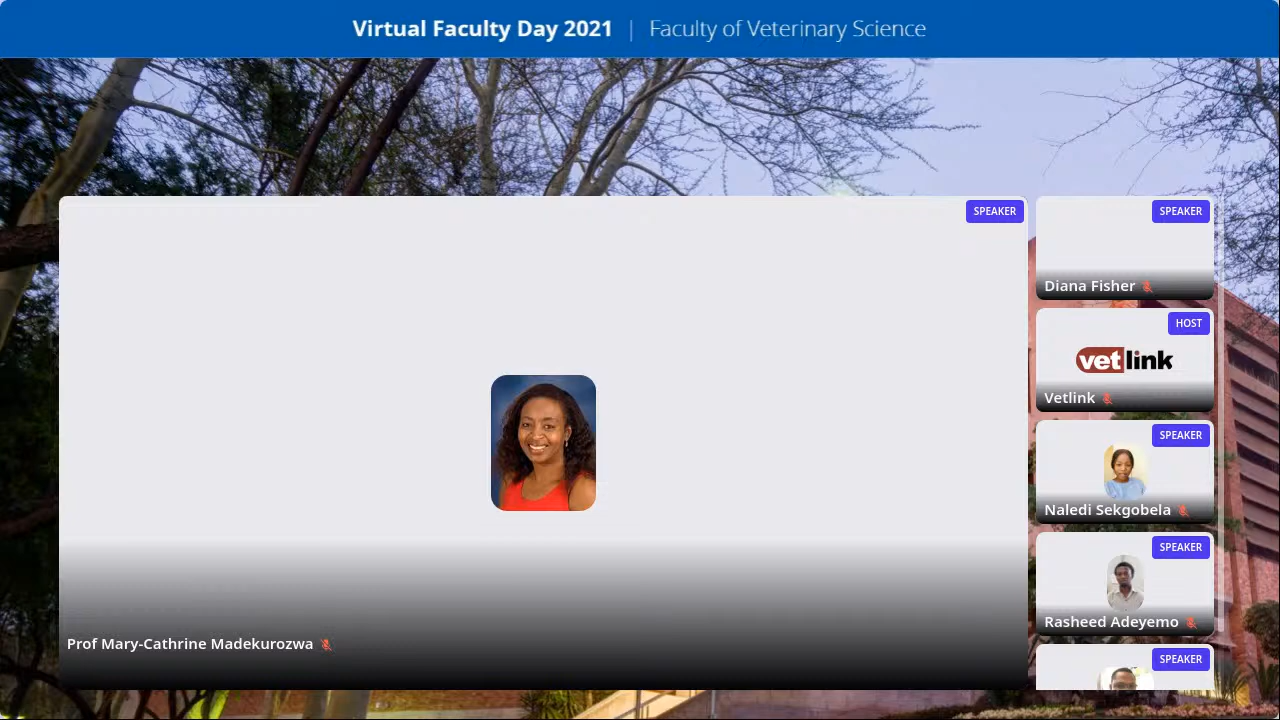 Virtual Faculty Day 2021 | Faculty of Veterinary Science
SPEAKER
Prof Mary-Cathrine Madekurozwa
SPEAKER
Diana Fisher
HOST
vetlink
Vetlink
SPEAKER
Naledi Sekgobela
SPEAKER
Rasheed Adeyemo
SPEAKER